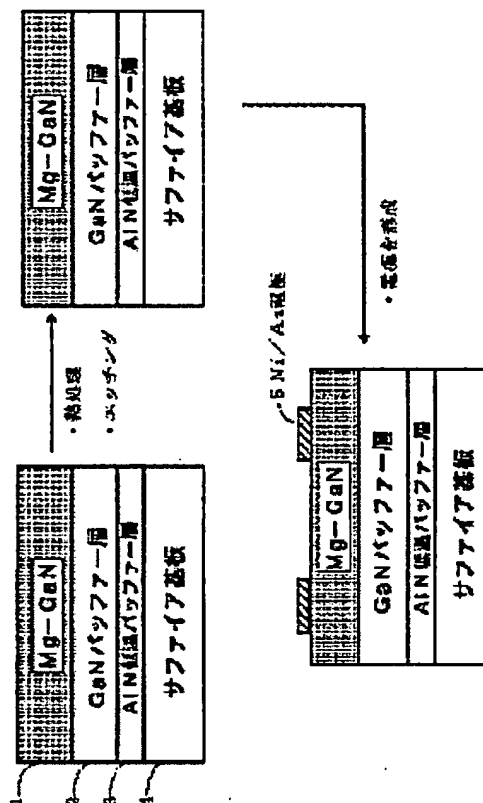 1
Mg-GaN
2
GaNバッファー層
3
AlN低温バッファー層
4
サファイア基板
・熱処理
・エッチング
Mg-GaN
GaNバッファー層
AlN低温バッファー層
サファイア基板
5 Ni/Au電極
・電極を形成
Mg-GaN
GaNバッファー層
AlN低温バッファー層
サファイア基板